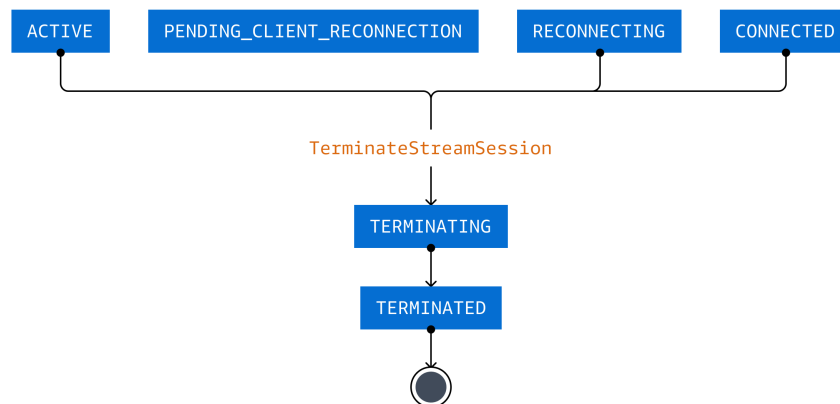 ACTIVE
PENDING_CLIENT_RECONNECTION
RECONNECTING
CONNECTED
TerminateStreamSession
TERMINATING
TERMINATED